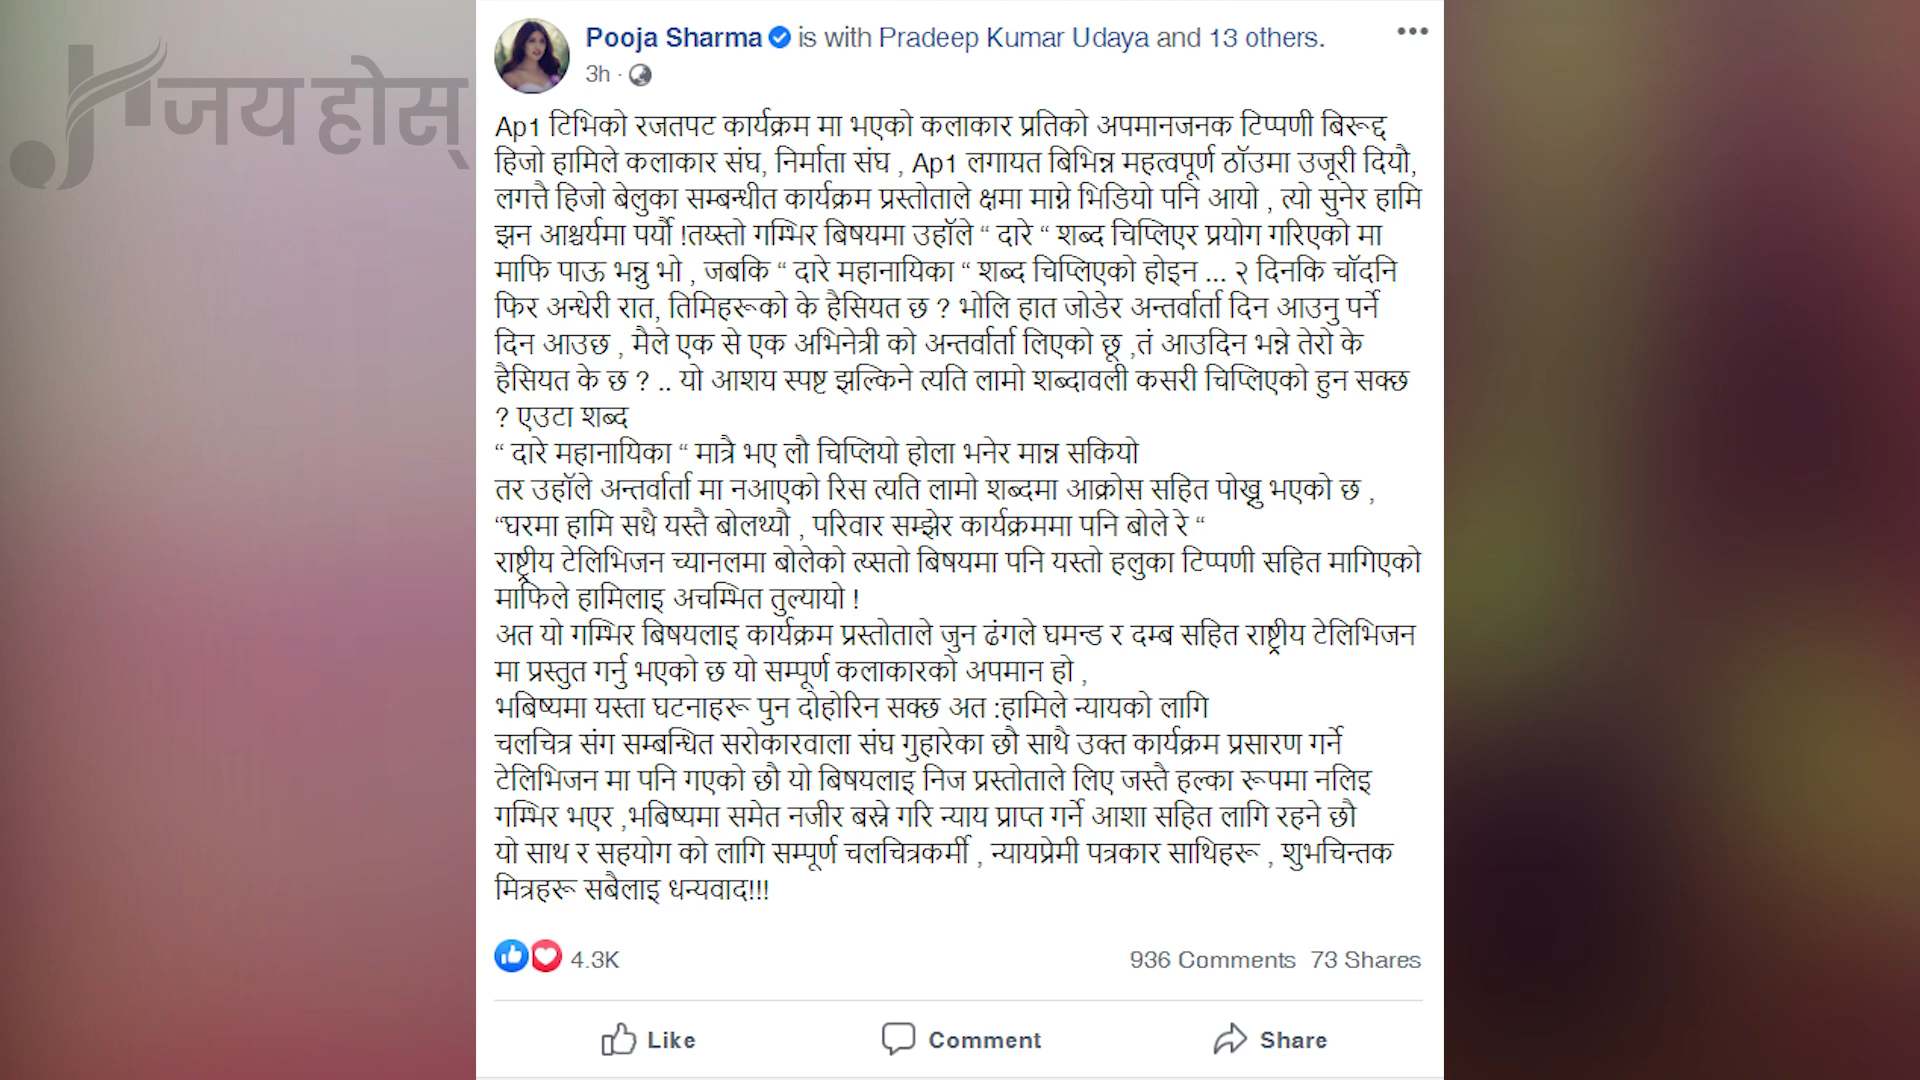 जय होस्
Pooja Sharma is with Pradeep Kumar Udaya and 13 others.
3h ·
Ap1 टिभिको रजतपट कार्यक्रम मा भएको कलाकार प्रतिको अपमानजनक टिप्पणी बिरूद्द
हिजो हामिले कलाकार संघ, निर्माता संघ , Ap1 लगायत बिभिन्न महत्वपूर्ण ठाॅउमा उजूरी दियौ,
लगत्तै हिजो बेलुका सम्बन्धीत कार्यक्रम प्रस्तोताले क्षमा माग्ने भिडियो पनि आयो , त्यो सुनेर हामि
झन आश्चर्यमा पर्यौ !तय्स्तो गम्भिर बिषयमा उहाॅले “ दारे “ शब्द चिप्लिएर प्रयोग गरिएको मा
माफि पाऊ भन्नु भो , जबकि “ दारे महानायिका “ शब्द चिप्लिएको होइन ... २ दिनकि चाॅदनि
फिर अन्धेरी रात, तिमिहरूको के हैसियत छ ? भोलि हात जोडेर अन्तर्वार्ता दिन आउनु पर्ने
दिन आउछ , मैले एक से एक अभिनेत्री को अन्तर्वार्ता लिएको छू ,तं आउदिन भन्ने तेरो के
हैसियत के छ ? .. यो आशय स्पष्ट झल्किने त्यति लामो शब्दावली कसरी चिप्लिएको हुन सक्छ
? एउटा शब्द
“ दारे महानायिका “ मात्रै भए लौ चिप्लियो होला भनेर मान्न सकियो
तर उहाॅले अन्तर्वार्ता मा नआएको रिस त्यति लामो शब्दमा आक्रोस सहित पोख्नु भएको छ ,
“घरमा हामि सधै यस्तै बोलथ्यौ , परिवार सम्झेर कार्यक्रममा पनि बोले रे “
राष्ट्रीय टेलिभिजन च्यानलमा बोलेको त्य्सतो बिषयमा पनि यस्तो हलुका टिप्पणी सहित मागिएको
माफिले हामिलाइ अचम्भित तुल्यायो !
अत यो गम्भिर बिषयलाइ कार्यक्रम प्रस्तोताले जुन ढंगले घमन्ड र दम्ब सहित राष्ट्रीय टेलिभिजन
मा प्रस्तुत गर्नु भएको छ यो सम्पूर्ण कलाकारको अपमान हो ,
भबिष्यमा यस्ता घटनाहरू पुन दोहोरिन सक्छ अत :हामिले न्यायको लागि
चलचित्र संग सम्बन्धित सरोकारवाला संघ गुहारेका छौ साथै उक्त कार्यक्रम प्रसारण गर्ने
टेलिभिजन मा पनि गएको छौ यो बिषयलाइ निज प्रस्तोताले लिए जस्तै हल्का रूपमा नलिइ
गम्भिर भएर ,भबिष्यमा समेत नजीर बस्ने गरि न्याय प्राप्त गर्ने आशा सहित लागि रहने छौ
यो साथ र सहयोग को लागि सम्पूर्ण चलचित्रकर्मी , न्यायप्रेमी पत्रकार साथिहरू , शुभचिन्तक
मित्रहरू सबैलाइ धन्यवाद!!!
4.3K
936 Comments 73 Shares
Like Comment Share